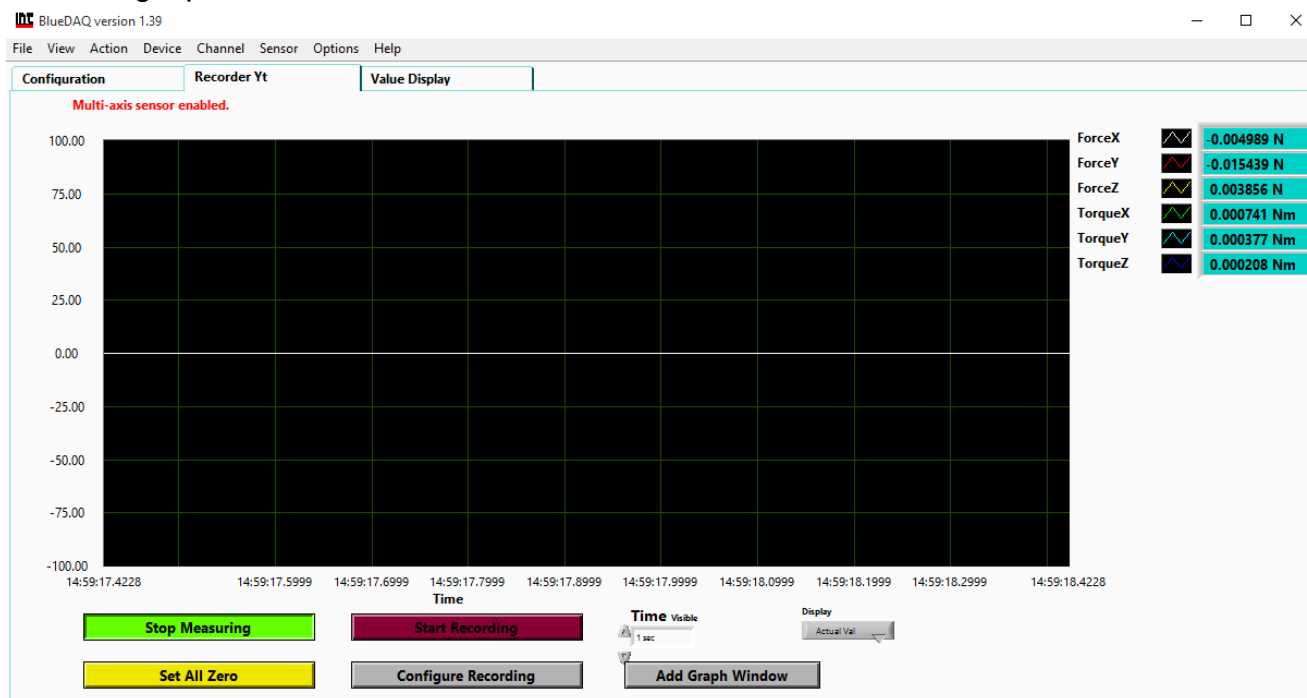 BlueDAQ version 1.39
File View Action Device Channel Sensor Options Help
Configuration Recorder Yt Value Display
Multi-axis sensor enabled.
100.00
75.00
50.00
25.00
0.00
-25.00
-50.00
-75.00
-100.00
14:59:17.4228 14:59:17.5999 14:59:17.6999 14:59:17.7999 14:59:17.8999 14:59:17.9999 14:59:18.0999 14:59:18.1999 14:59:18.2999 14:59:18.4228
Time
ForceX -0.004989 N
ForceY -0.015439 N
ForceZ 0.003856 N
TorqueX 0.000741 Nm
TorqueY 0.000377 Nm
TorqueZ 0.000208 Nm
Stop Measuring Start Recording
Time Visible
1 sec
Display
Actual Val
Set All Zero Configure Recording Add Graph Window